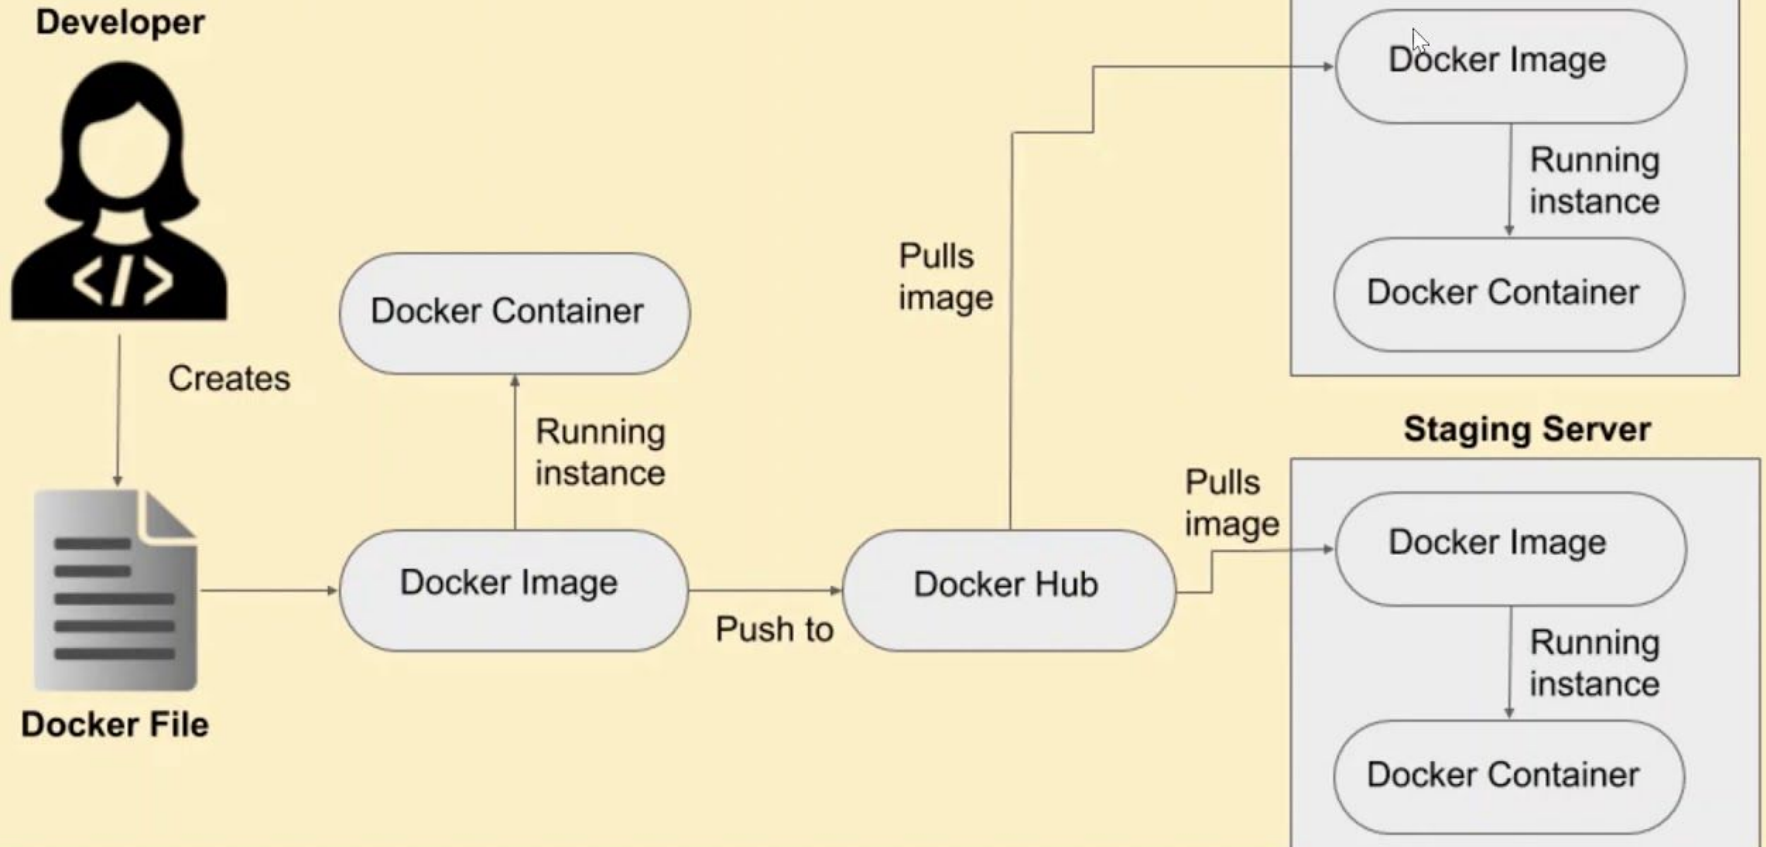 Developer
Creates
Docker File
Docker Container
Running
instance
Docker Image
Push to
Docker Hub
Pulls
image
Docker Image
Running
instance
Docker Container
Pulls
image
Staging Server
Docker Image
Running
instance
Docker Container